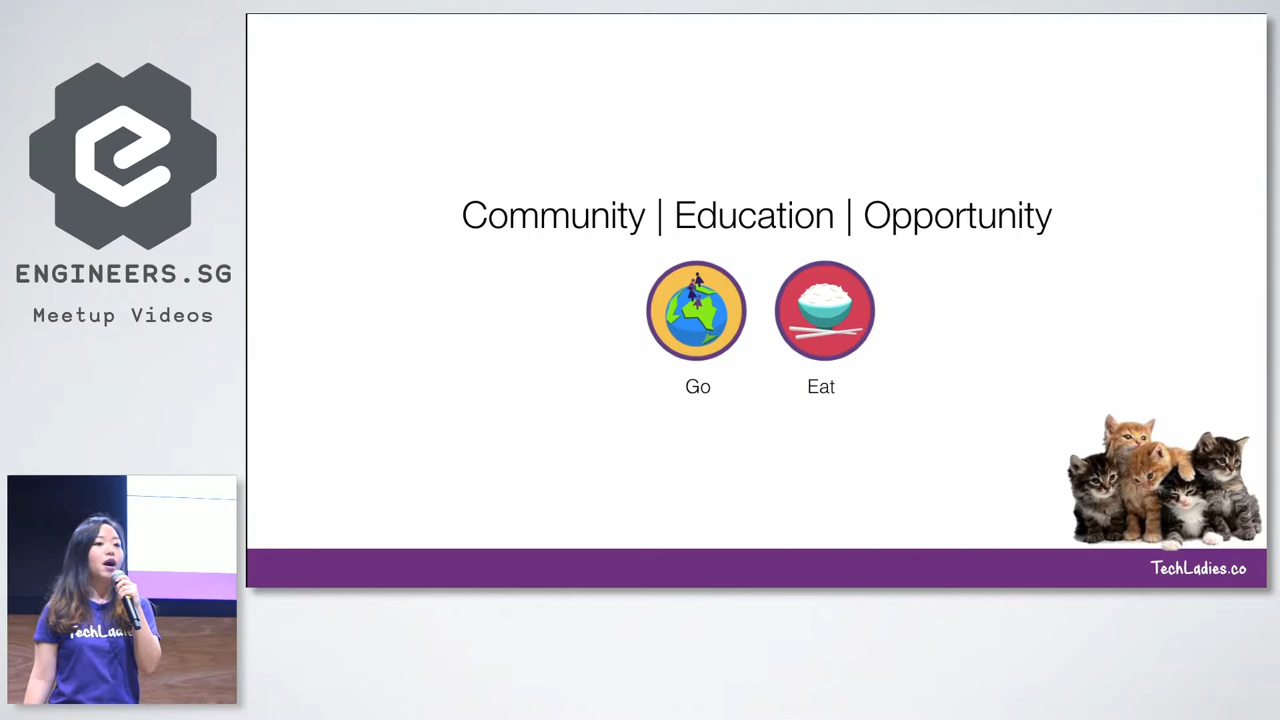 ENGINEERS.SG
Meetup Videos
Community | Education | Opportunity
Go
Eat
TechLadies.co